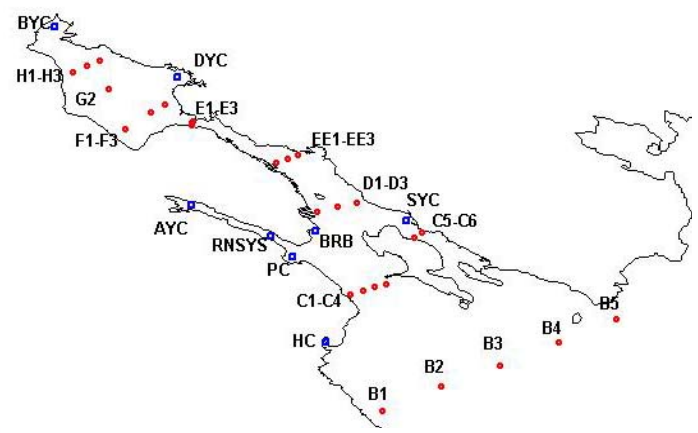 BYC
DYC
H1-H3
G2
E1-E3
F1-F3
EE1-EE3
D1-D3
SYC
C5-C6
AYC
RNSYS
BRB
PC
C1-C4
B5
B4
HC
B3
B2
B1